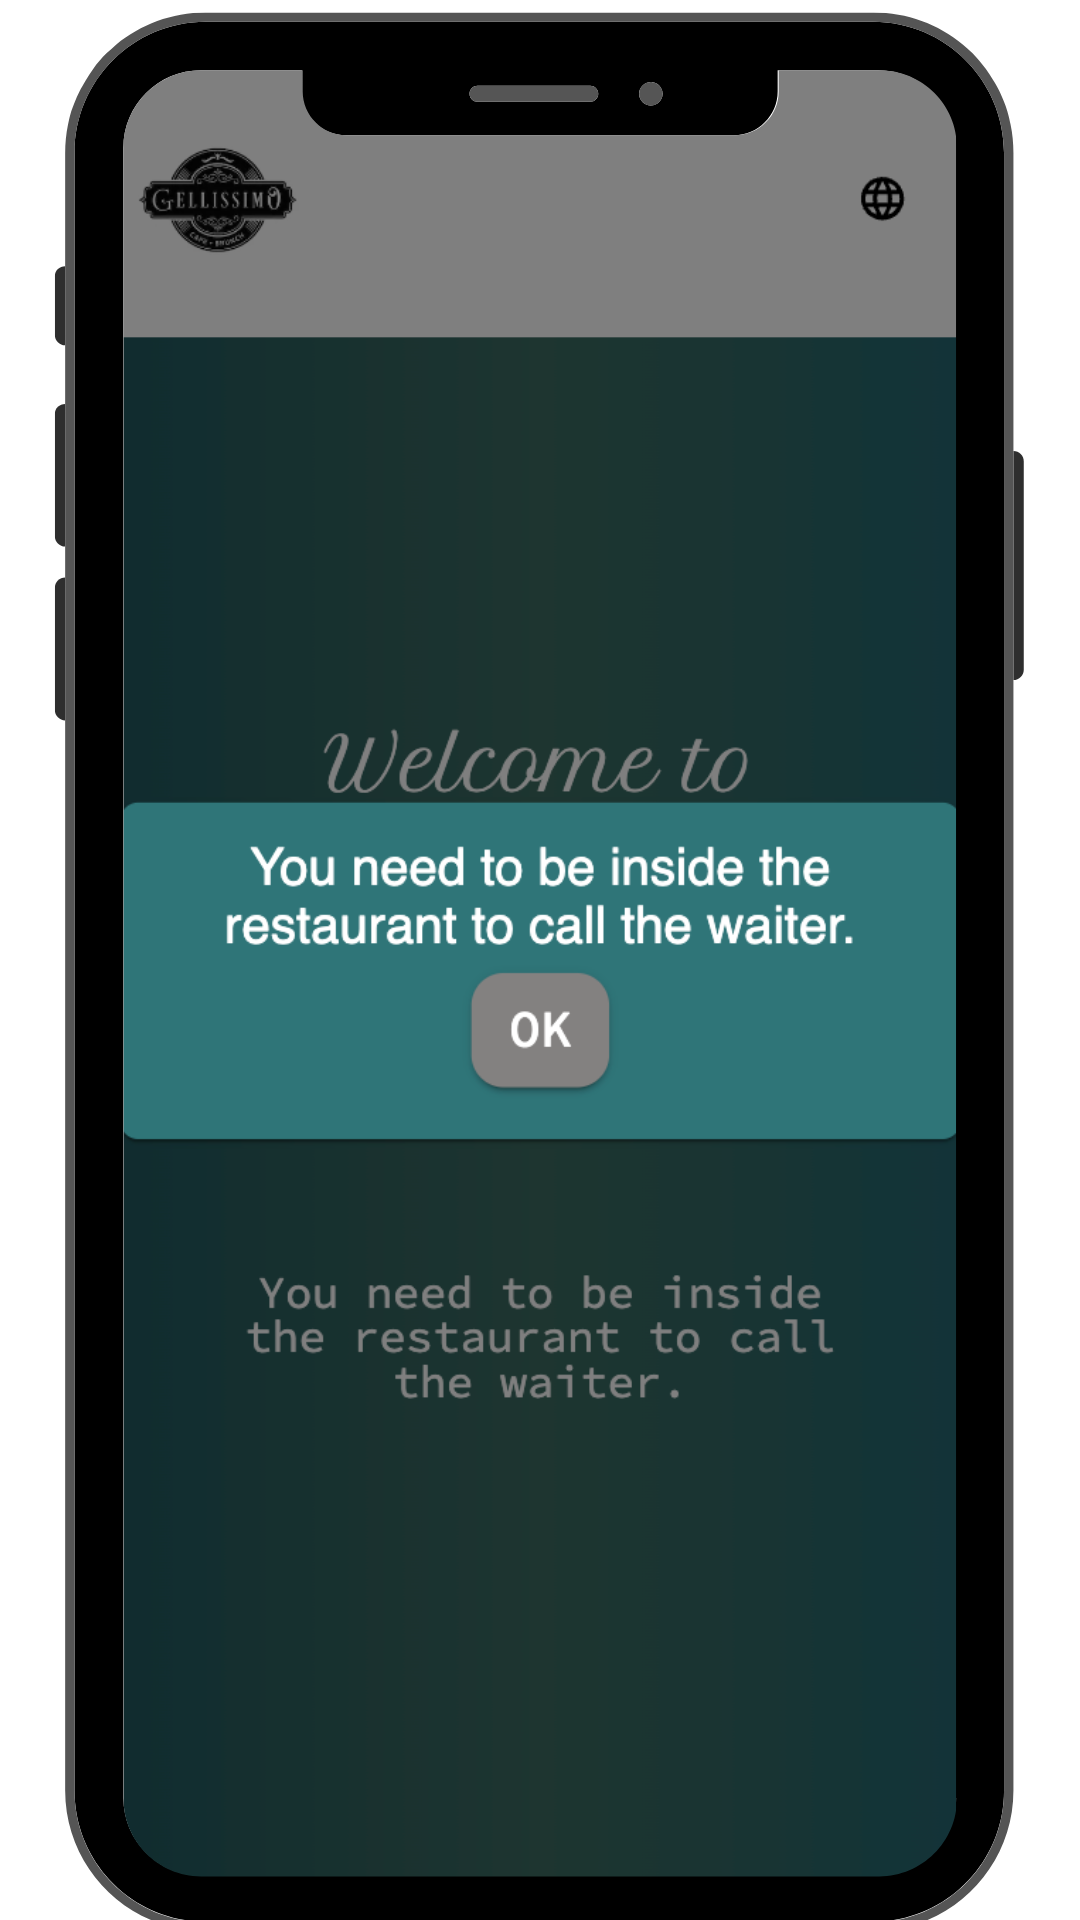 GELLISSIMO
CAFE • BRUNCH
Welcome to
You need to be inside the
restaurant to call the waiter.
OK
You need to be inside
the restaurant to call
the waiter.